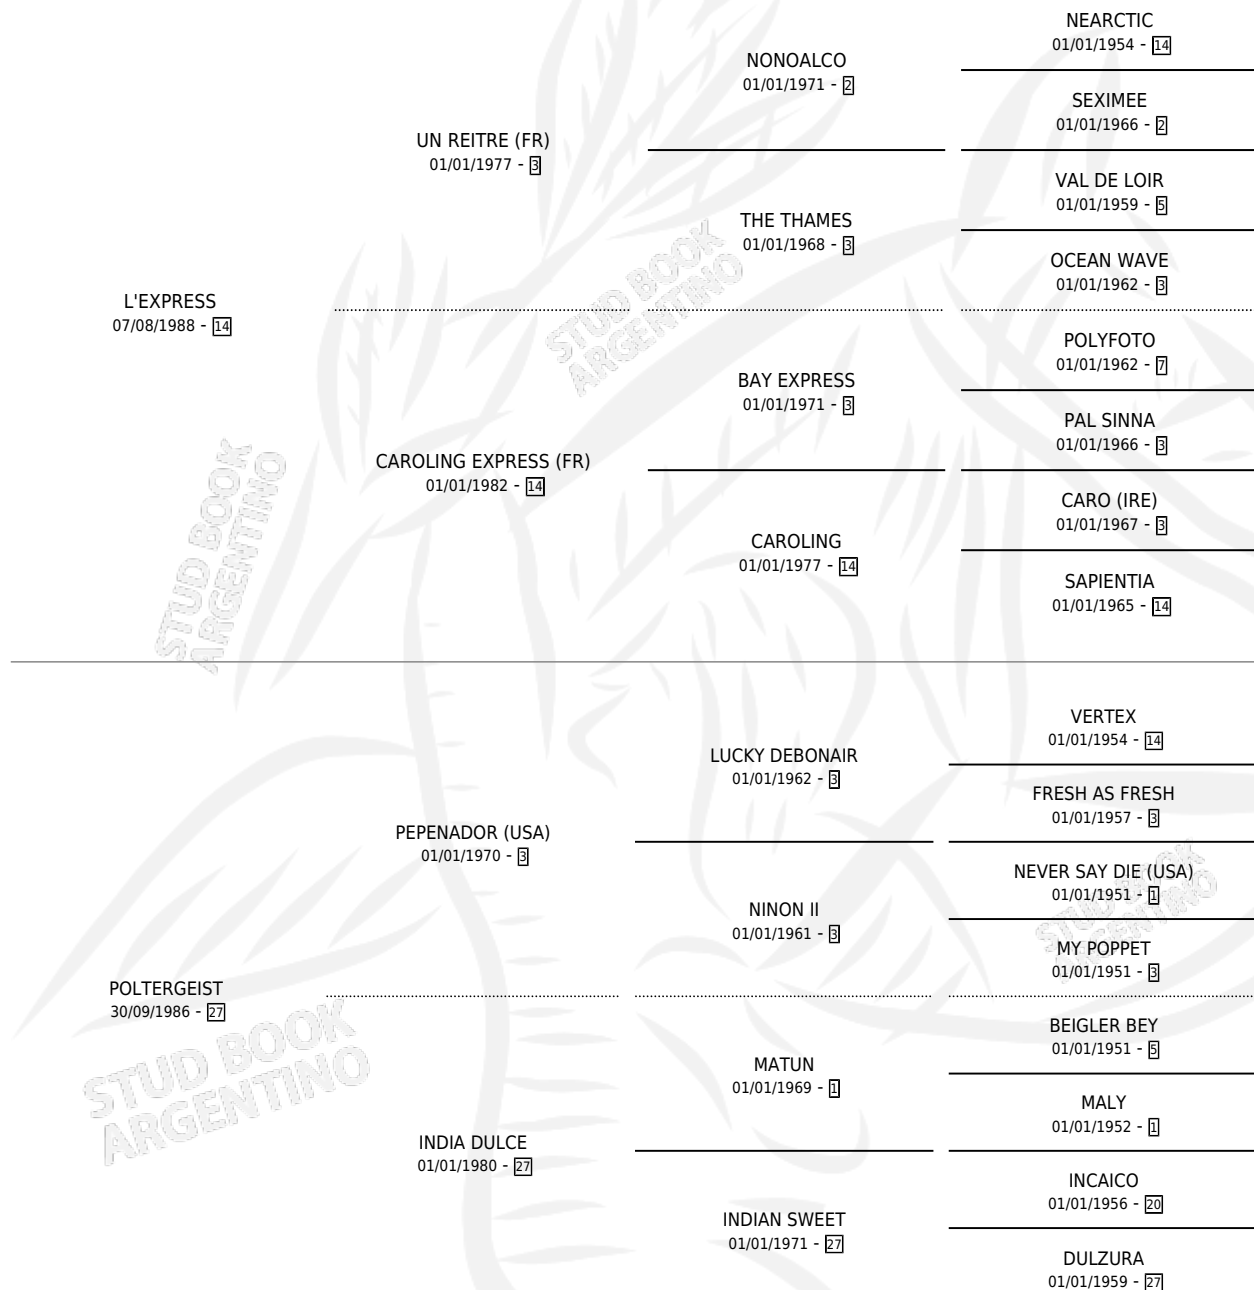 NEARCTIC
01/01/1954 - 14
NONOALCO
01/01/1971 - 2
SEXIMEE
01/01/1966 - 2
UN REITRE (FR)
01/01/1977 - 3
VAL DE LOIR
01/01/1959 - 5
THE THAMES
01/01/1968 - 3
OCEAN WAVE
01/01/1962 - 3
L'EXPRESS
07/08/1988 - 14
STUD BOOK
ARGENTINO
POLYFOTO
01/01/1962 - 7
BAY EXPRESS
01/01/1971 - 3
PAL SINNA
01/01/1966 - 3
CAROLING EXPRESS (FR)
01/01/1982 - 14
CARO (IRE)
01/01/1967 - 3
CAROLING
01/01/1977 - 14
SAPIENTIA
01/01/1965 - 14
STUD BOOK
ARGENTINO
VERTEX
01/01/1954 - 14
LUCKY DEBONAIR
01/01/1962 - 3
FRESH AS FRESH
01/01/1957 - 3
PEPENADOR (USA)
01/01/1970 - 3
NEVER SAY DIE (USA)
01/01/1951 - 1
NINON II
01/01/1961 - 3
MY POPPET
01/01/1951 - 3
STUD BOOK
ARGENTINO
POLTERGEIST
30/09/1986 - 27
STUD BOOK
ARGENTINO
BEIGLER BEY
01/01/1951 - 5
MATUN
01/01/1969 - 1
MALY
01/01/1952 - 1
INDIA DULCE
01/01/1980 - 27
INCAICO
01/01/1956 - 20
INDIAN SWEET
01/01/1971 - 27
DULZURA
01/01/1959 - 27